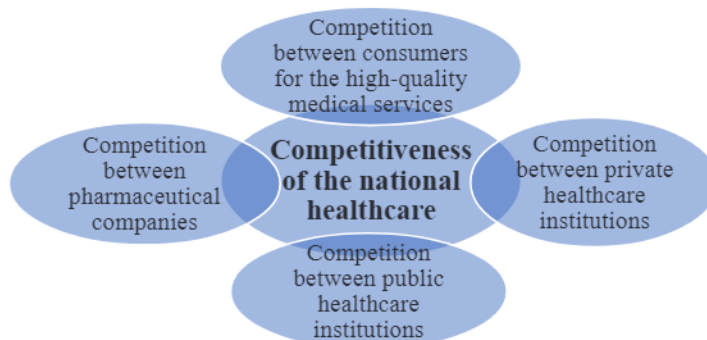 Competition
between consumers
for the high-quality
medical services
Competition
between
pharmaceutical
companies
Competitiveness
of the national
healthcare
Competition
between private
healthcare
institutions
Competition
between public
healthcare
institutions